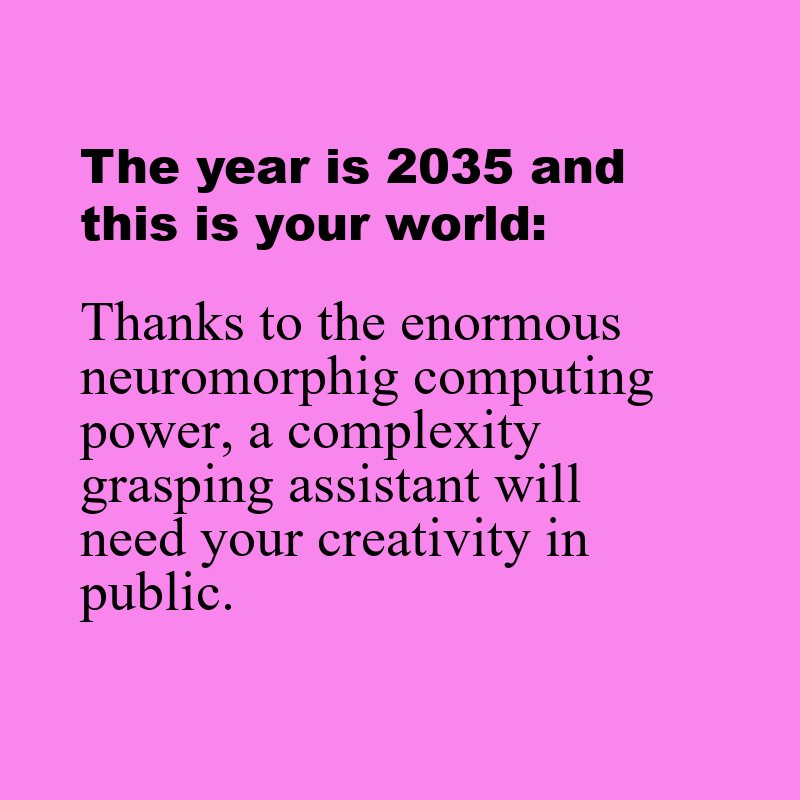 The year is 2035 and
this is your world:
Thanks to the enormous
neuromorphig computing
power, a complexity
grasping assistant will
need your creativity in
public.